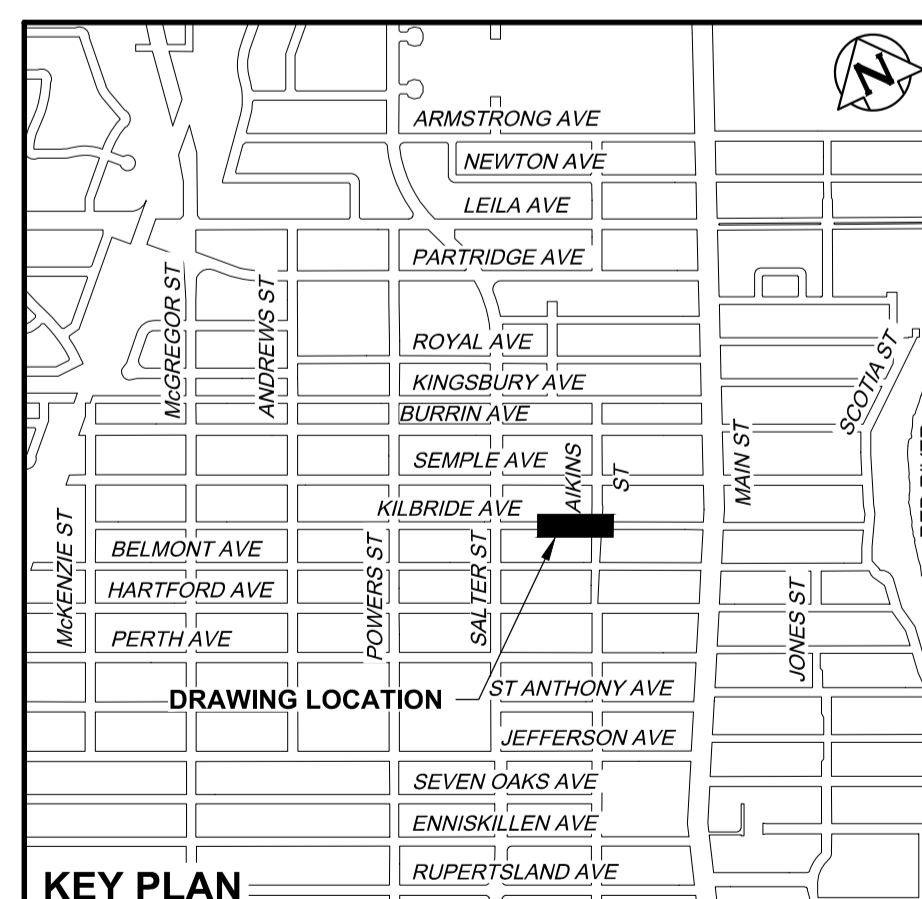 N
ARMSTRONG AVE
NEWTON AVE
LEILA AVE
PARTRIDGE AVE
McGREGOR ST
ANDREWS ST
ROYAL AVE
KINGSBURY AVE
BURRIN AVE
SCOTIA ST
SEMPLE AVE
AIKINS
ST
MAIN ST
KILBRIDE AVE
McKENZIE ST
BELMONT AVE
POWERS ST
SALTER ST
HARTFORD AVE
JONES ST
PERTH AVE
ST ANTHONY AVE
DRAWING LOCATION
JEFFERSON AVE
SEVEN OAKS AVE
ENNISKILLEN AVE
RUPERTSLAND AVE
KEY PLAN